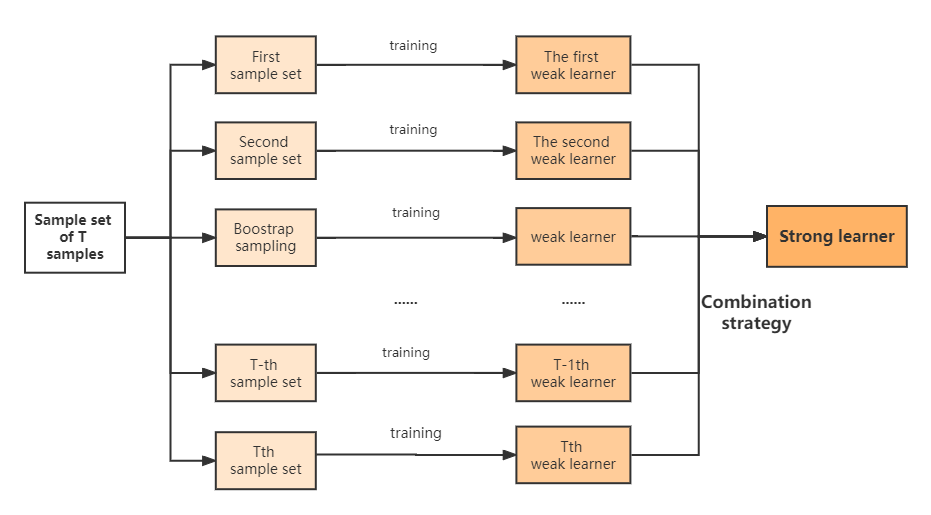 First
sample set
training
The first
weak learner
Second
sample set
training
The second
weak learner
Sample set
of T
samples
Boostrap
sampling
training
weak learner
Strong learner
......
......
Combination
strategy
T-th
sample set
training
T-1th
weak learner
Tth
sample set
training
Tth
weak learner